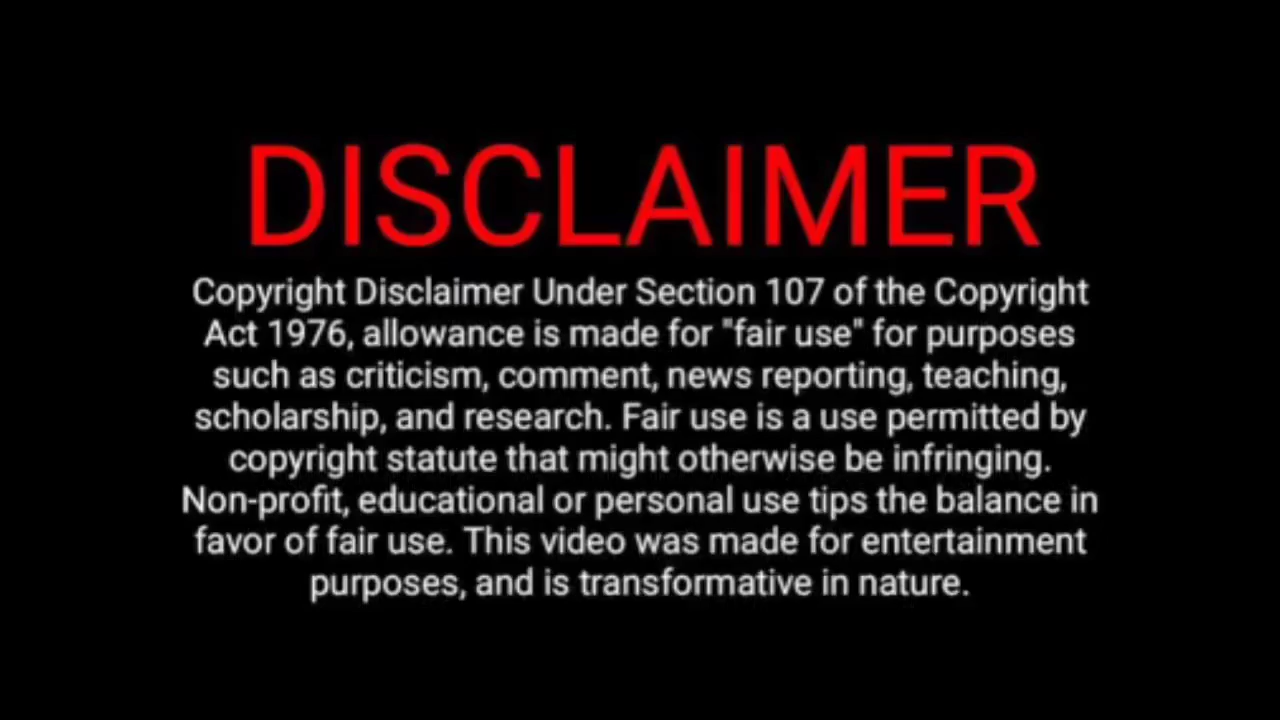 DISCLAIMER
Copyright Disclaimer Under Section 107 of the Copyright
Act 1976, allowance is made for "fair use" for purposes
such as criticism, comment, news reporting, teaching,
scholarship, and research. Fair use is a use permitted by
copyright statute that might otherwise be infringing.
Non-profit, educational or personal use tips the balance in
favor of fair use. This video was made for entertainment
purposes, and is transformative in nature.